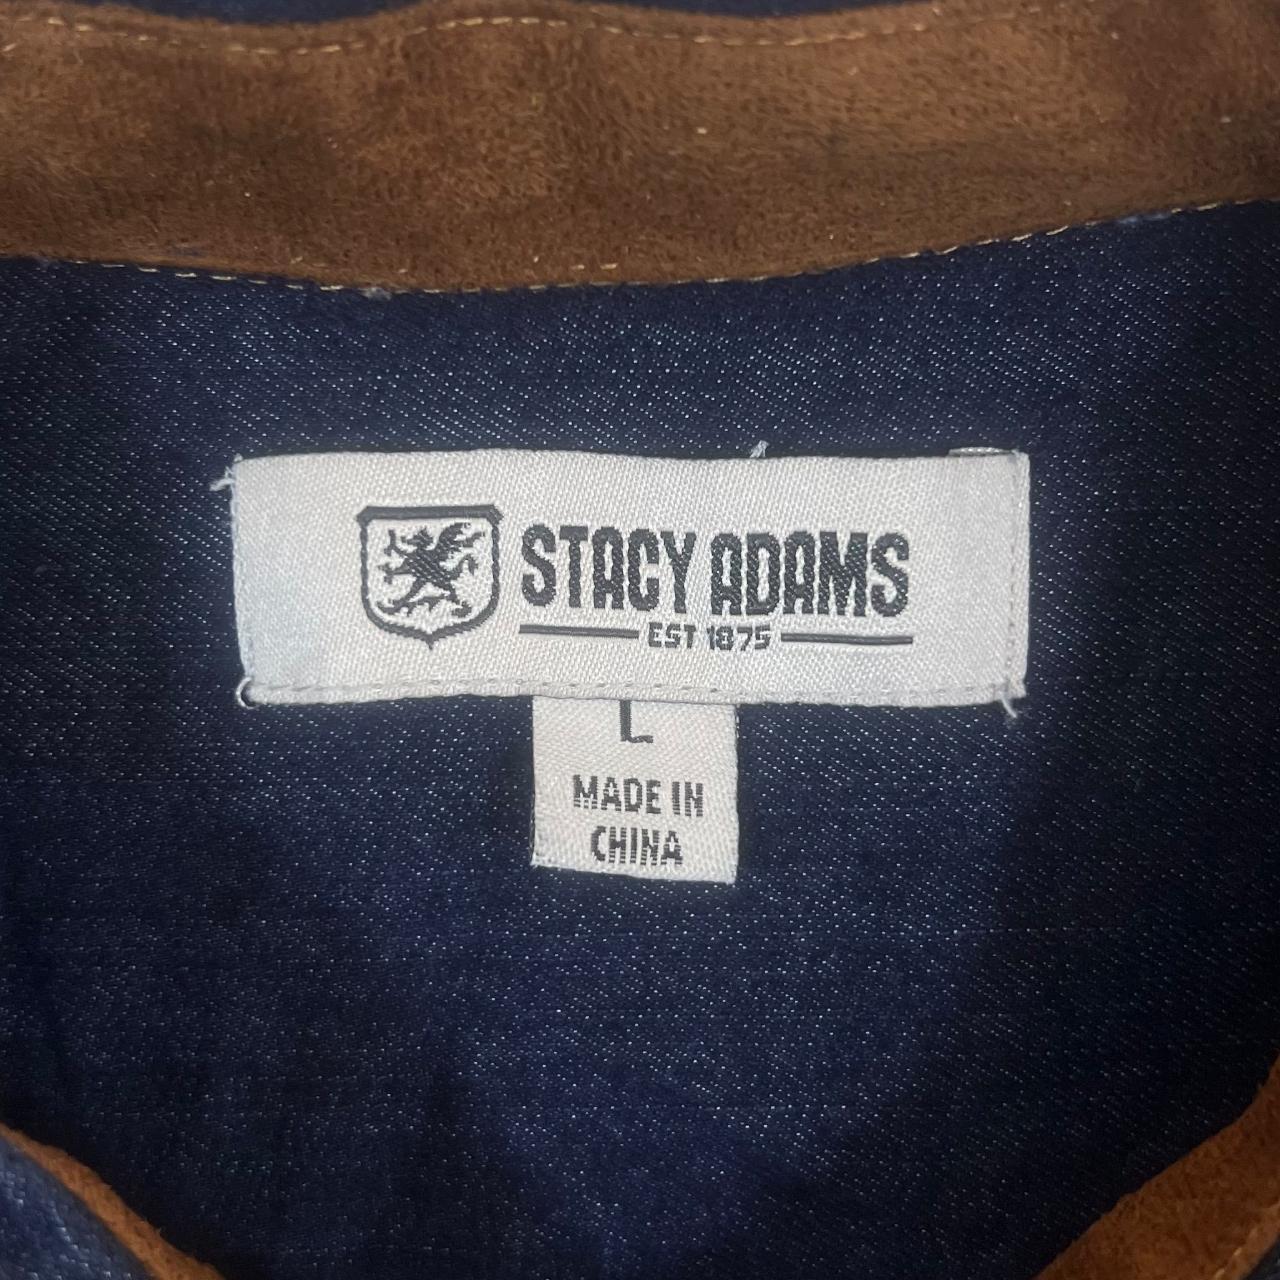 STACY ADAMS
EST 1875
L
MADE IN
CHINA